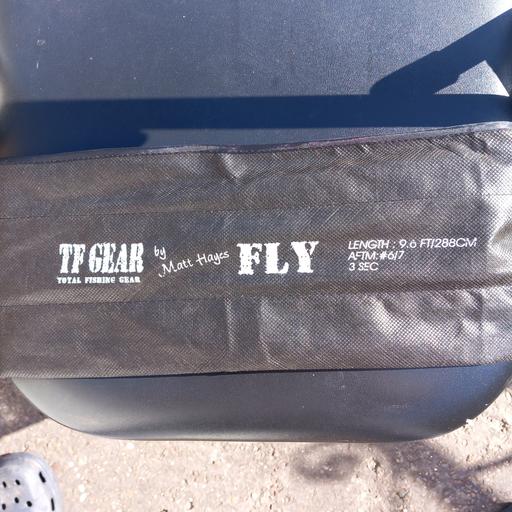 TF GEAR
TOTAL FISHING GEAR
by
Matt Hayes
FLY
LENGTH : 9.6 FT/288CM
AFTM: #6/7
3 SEC